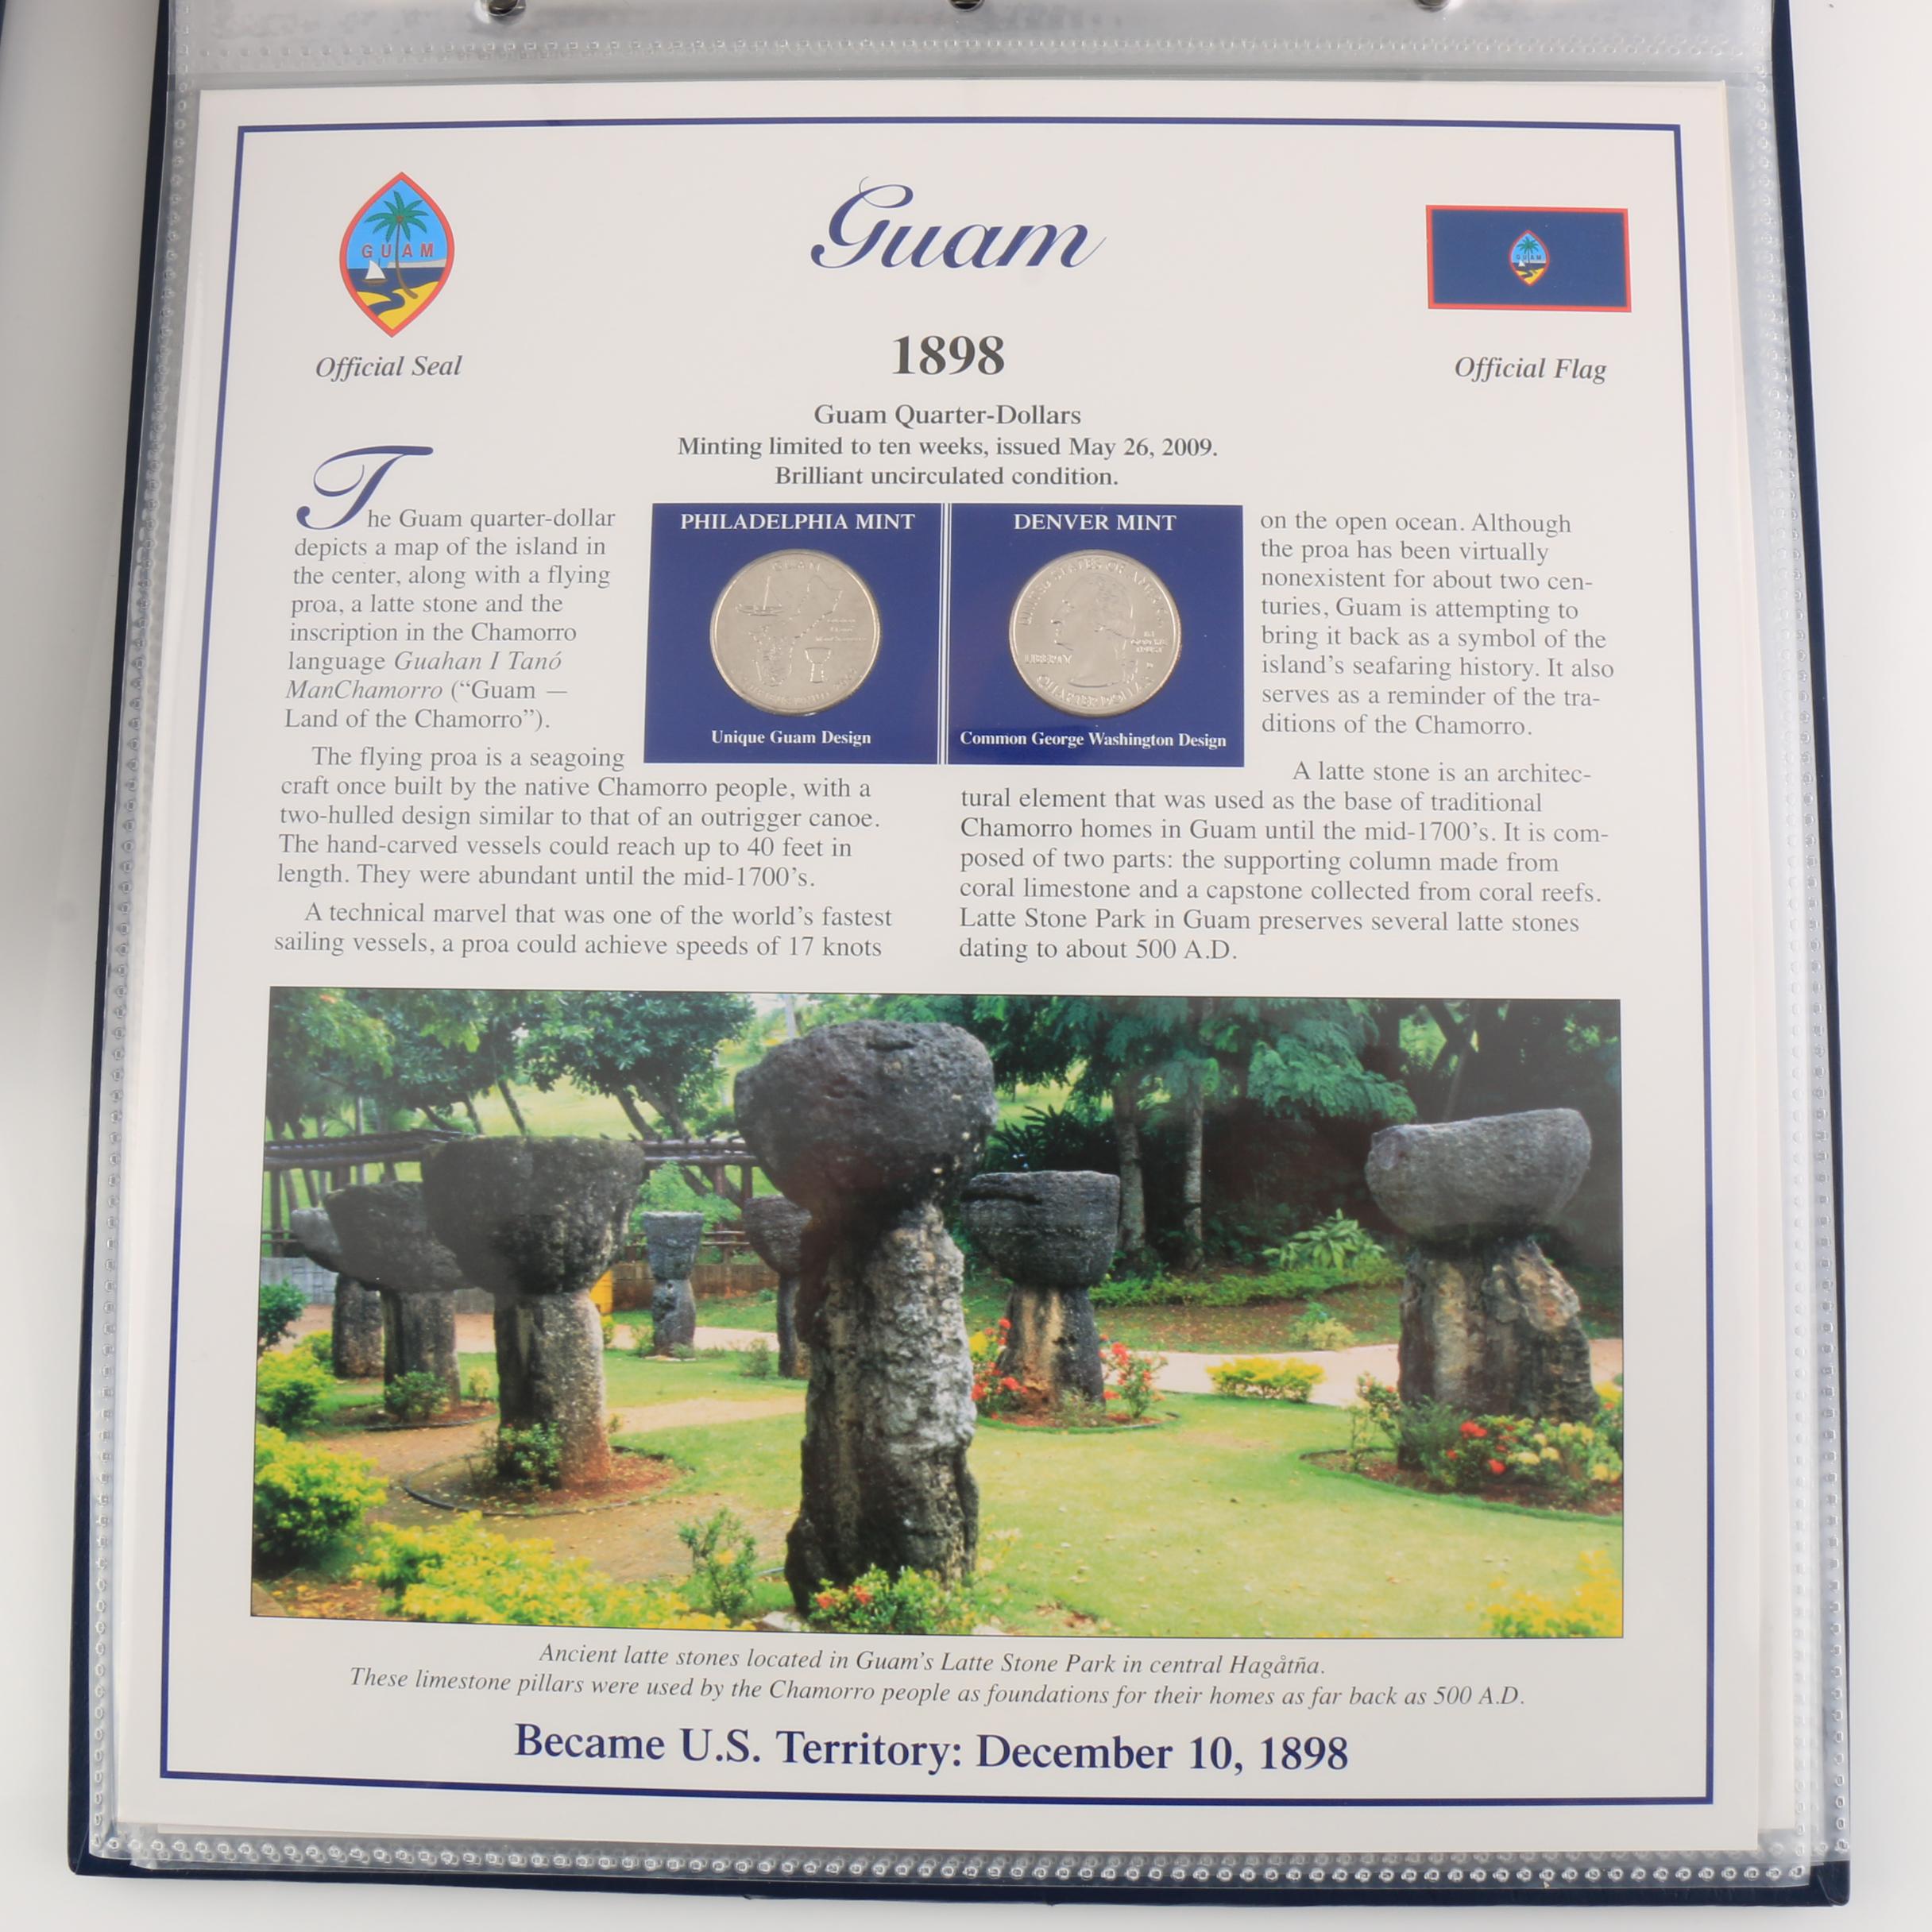 Guam
GUAM
Official Seal
Official Flag
1898
Guam Quarter-Dollars
Minting limited to ten weeks, issued May 26, 2009.
Brilliant uncirculated condition.
The Guam quarter-dollar
depicts a map of the island in
the center, along with a flying
proa, a latte stone and the
inscription in the Chamorro
language Guahan I Tanó
ManChamorro (“Guam —
Land of the Chamorro”).
The flying proa is a seagoing
craft once built by the native Chamorro people, with a
two-hulled design similar to that of an outrigger canoe.
The hand-carved vessels could reach up to 40 feet in
length. They were abundant until the mid-1700’s.
A technical marvel that was one of the world’s fastest
sailing vessels, a proa could achieve speeds of 17 knots
PHILADELPHIA MINT
GUAM
Unique Guam Design
DENVER MINT
UNITED STATES OF AMERICA
LIBERTY
IN
GOD WE
TRUST
D
QUARTER DOLLAR
Common George Washington Design
on the open ocean. Although
the proa has been virtually
nonexistent for about two cen-
turies, Guam is attempting to
bring it back as a symbol of the
island’s seafaring history. It also
serves as a reminder of the tra-
ditions of the Chamorro.
A latte stone is an architec-
tural element that was used as the base of traditional
Chamorro homes in Guam until the mid-1700’s. It is com-
posed of two parts: the supporting column made from
coral limestone and a capstone collected from coral reefs.
Latte Stone Park in Guam preserves several latte stones
dating to about 500 A.D.
Ancient latte stones located in Guam’s Latte Stone Park in central Hagåtña.
These limestone pillars were used by the Chamorro people as foundations for their homes as far back as 500 A.D.
Became U.S. Territory: December 10, 1898